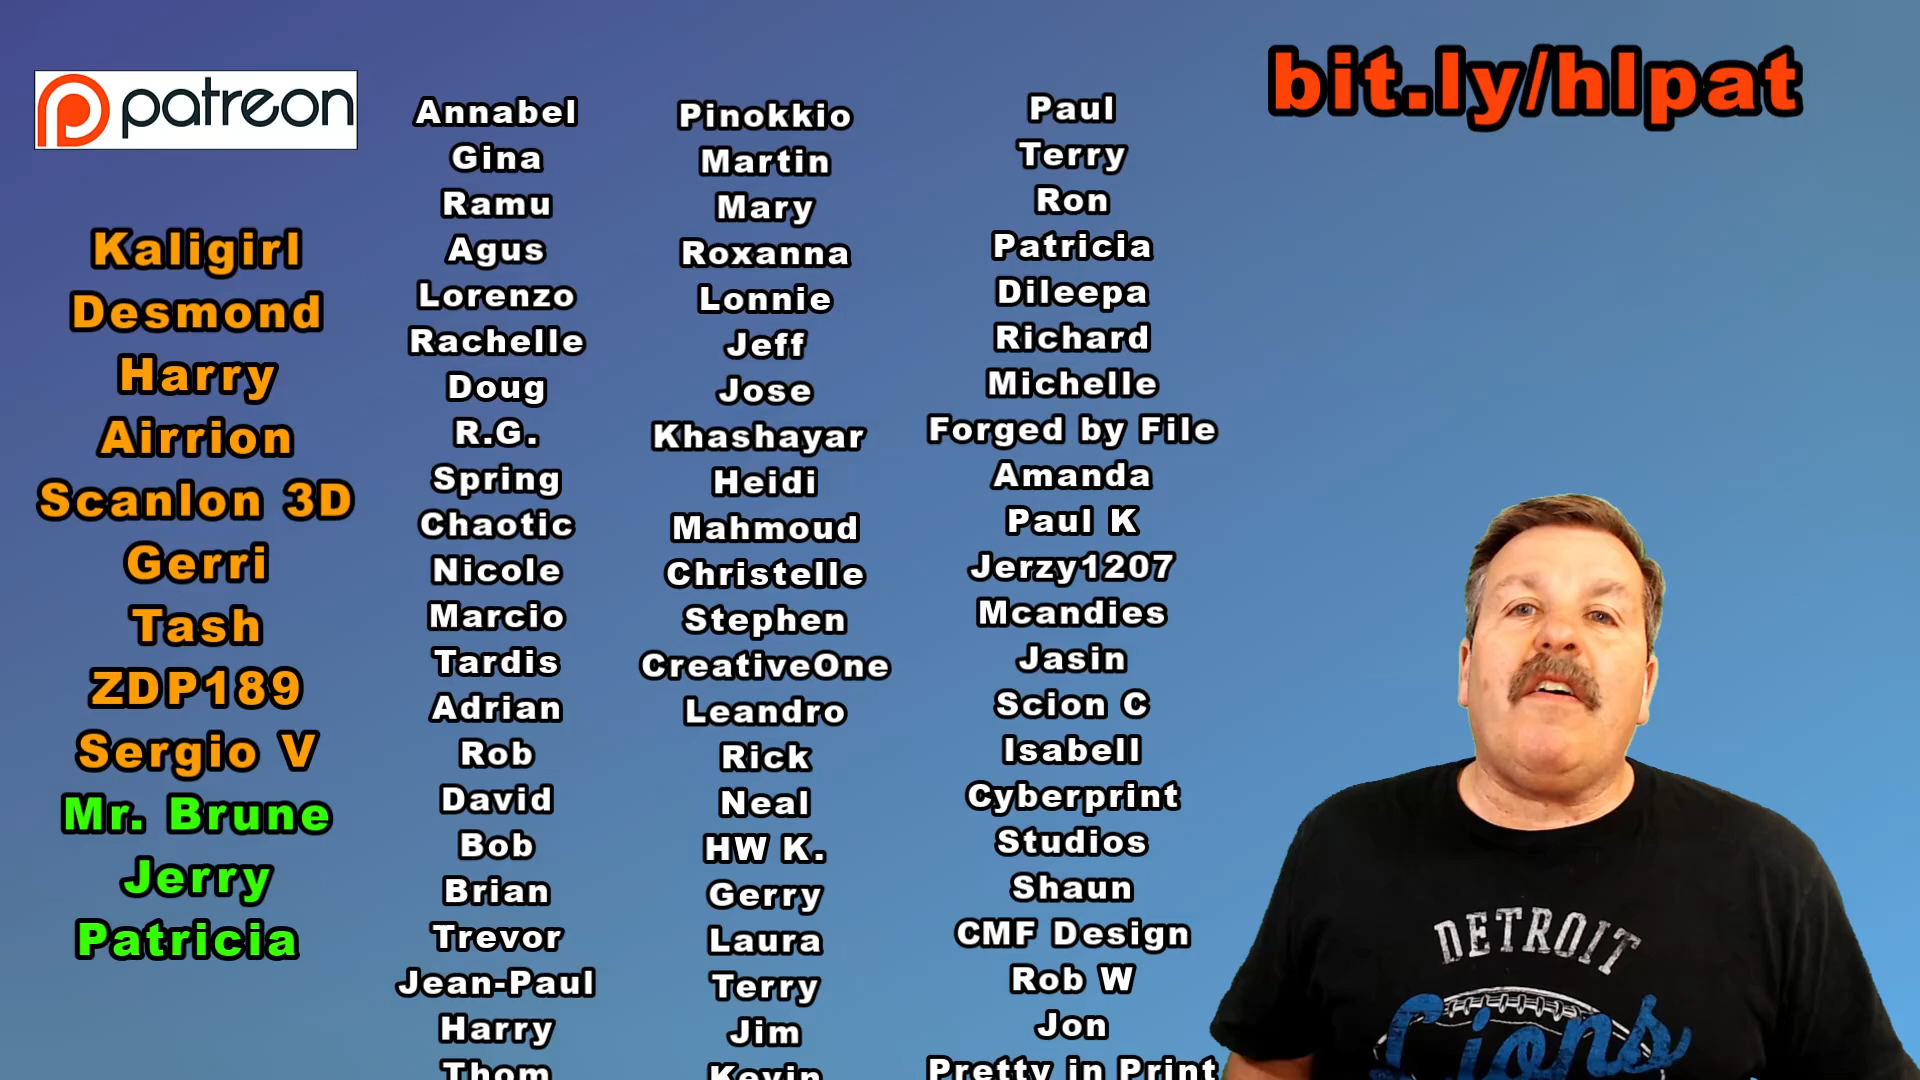 patreon
Kaligirl
Desmond
Harry
Airrion
Scanlon 3D
Gerri
Tash
ZDP189
Sergio V
Mr. Brune
Jerry
Patricia
Annabel
Gina
Ramu
Agus
Lorenzo
Rachelle
Doug
R.G.
Spring
Chaotic
Nicole
Marcio
Tardis
Adrian
Rob
David
Bob
Brian
Trevor
Jean-Paul
Harry
Thom
Pinokkio
Martin
Mary
Roxanna
Lonnie
Jeff
Jose
Khashayar
Heidi
Mahmoud
Christelle
Stephen
CreativeOne
Leandro
Rick
Neal
HW K.
Gerry
Laura
Terry
Jim
Kevin
Paul
Terry
Ron
Patricia
Dileepa
Richard
Michelle
Forged by File
Amanda
Paul K
Jerzy1207
Mcandies
Jasin
Scion C
Isabell
Cyberprint
Studios
Shaun
CMF Design
Rob W
Jon
Pretty in Print
bit.ly/hlpat
DETROIT
Lions